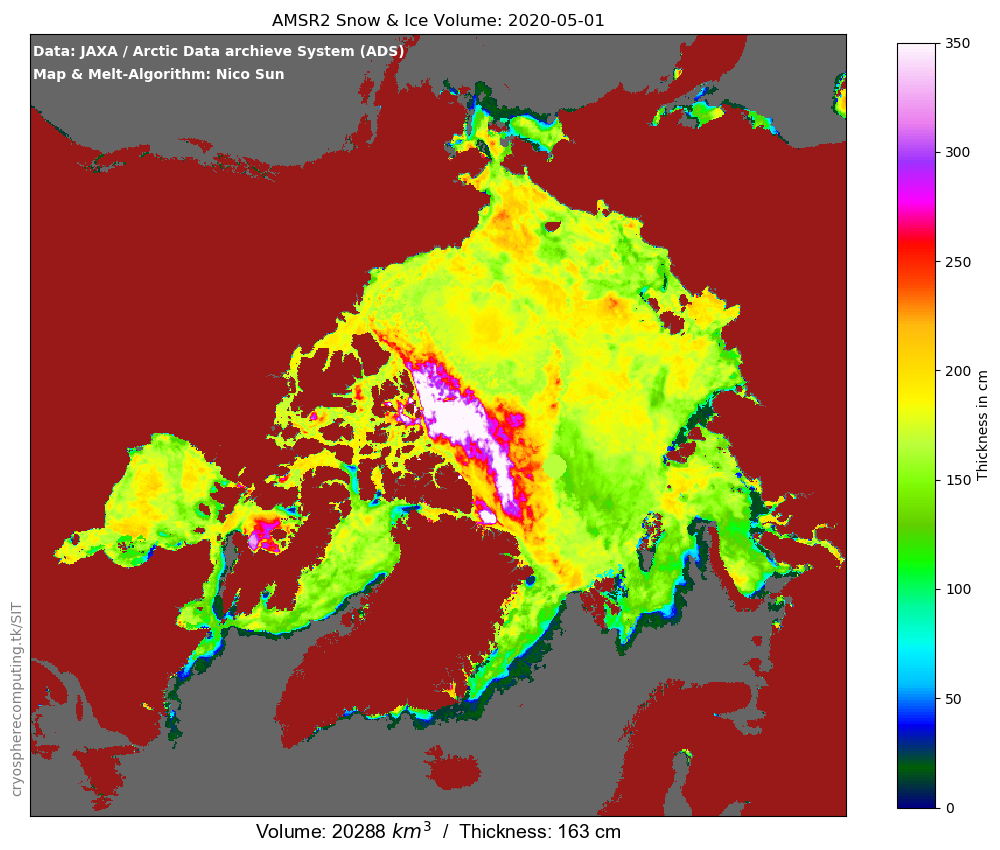 AMSR2 Snow & Ice Volume: 2020-05-01
Data: JAXA / Arctic Data archieve System (ADS)
Map & Melt-Algorithm: Nico Sun
350
300
250
200
150
100
50
0
Thickness in cm
cryospherecomputing.tk/SIT
Volume: 20288 km³ / Thickness: 163 cm